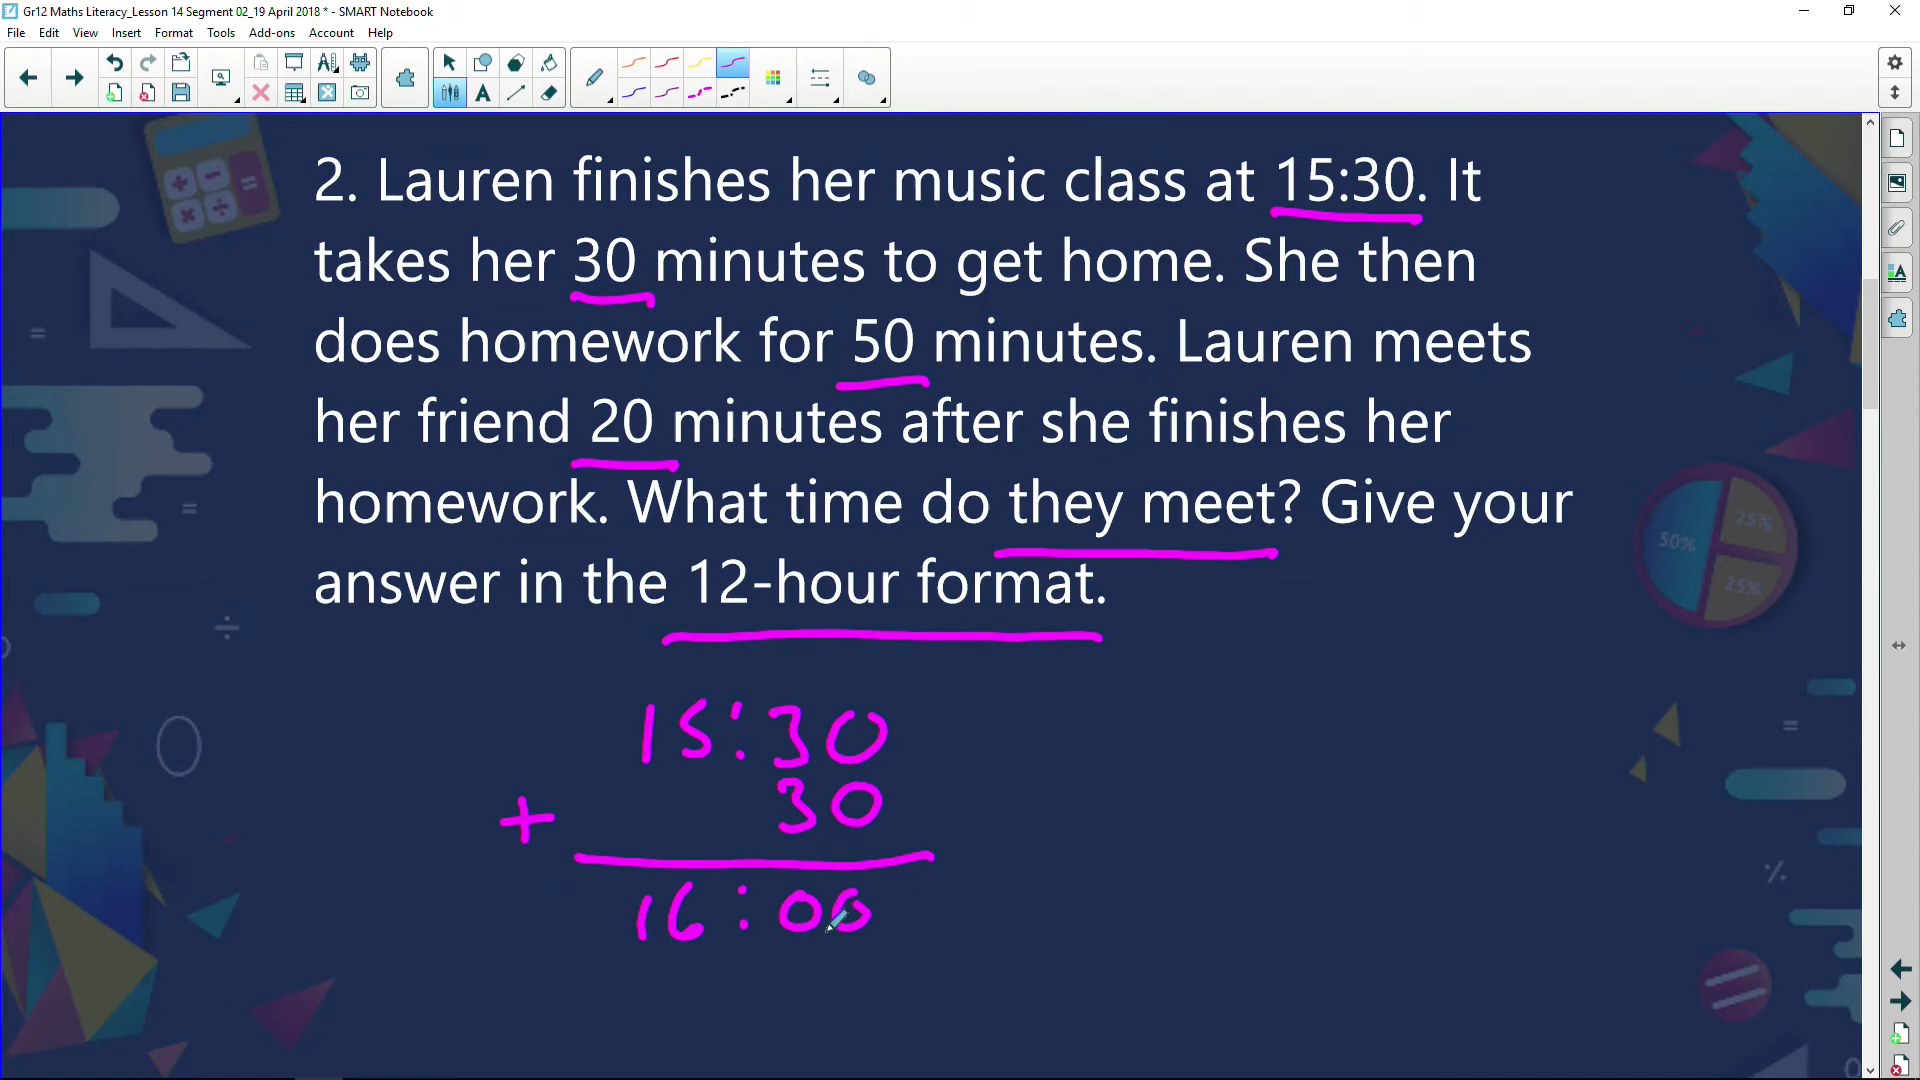 Gr12 Maths Literacy_Lesson 14 Segment 02_19 April 2018 * - SMART Notebook
File Edit View Insert Format Tools Add-ons Account Help
2. Lauren finishes her music class at 15:30. It
takes her 30 minutes to get home. She then
does homework for 50 minutes. Lauren meets
her friend 20 minutes after she finishes her
homework. What time do they meet? Give your
answer in the 12-hour format.
50%
25%
25%
15:30
+ 30
16:00